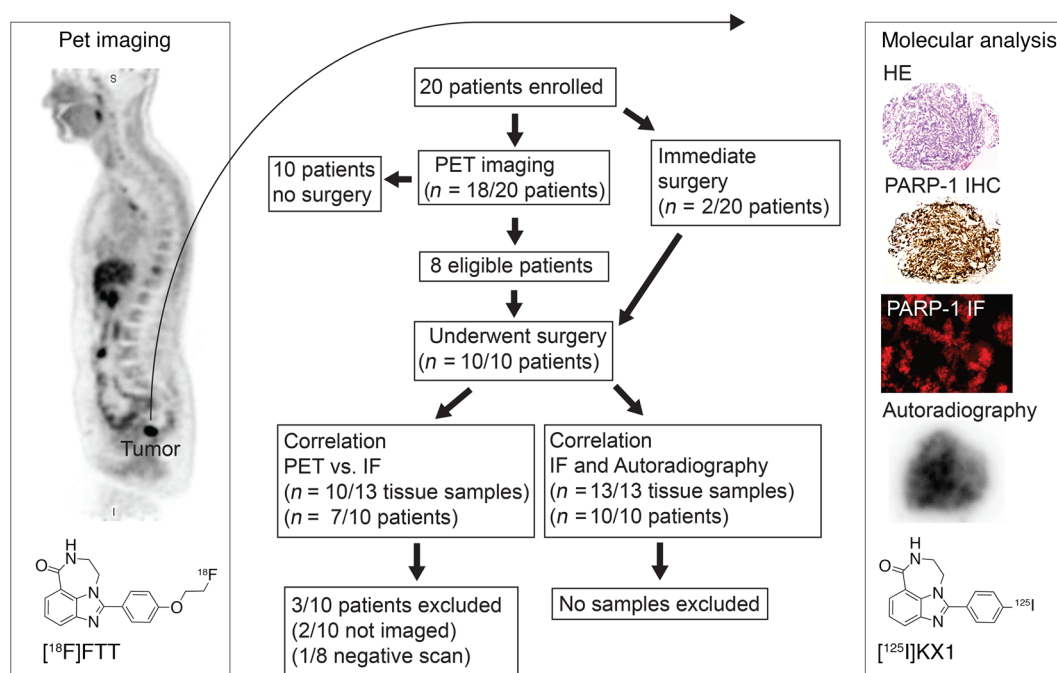 Pet imaging
S
Tumor
I
H
N
O
N
N
O
¹⁸F
[¹⁸F]FTT
20 patients enrolled
10 patients
no surgery
PET imaging
(n = 18/20 patients)
Immediate
surgery
(n = 2/20 patients)
8 eligible patients
Underwent surgery
(n = 10/10 patients)
Correlation
PET vs. IF
(n = 10/13 tissue samples)
(n = 7/10 patients)
Correlation
IF and Autoradiography
(n = 13/13 tissue samples)
(n = 10/10 patients)
3/10 patients excluded
(2/10 not imaged)
(1/8 negative scan)
No samples excluded
Molecular analysis
HE
PARP-1 IHC
PARP-1 IF
Autoradiography
H
N
O
N
N
¹²⁵I
[¹²⁵I]KX1